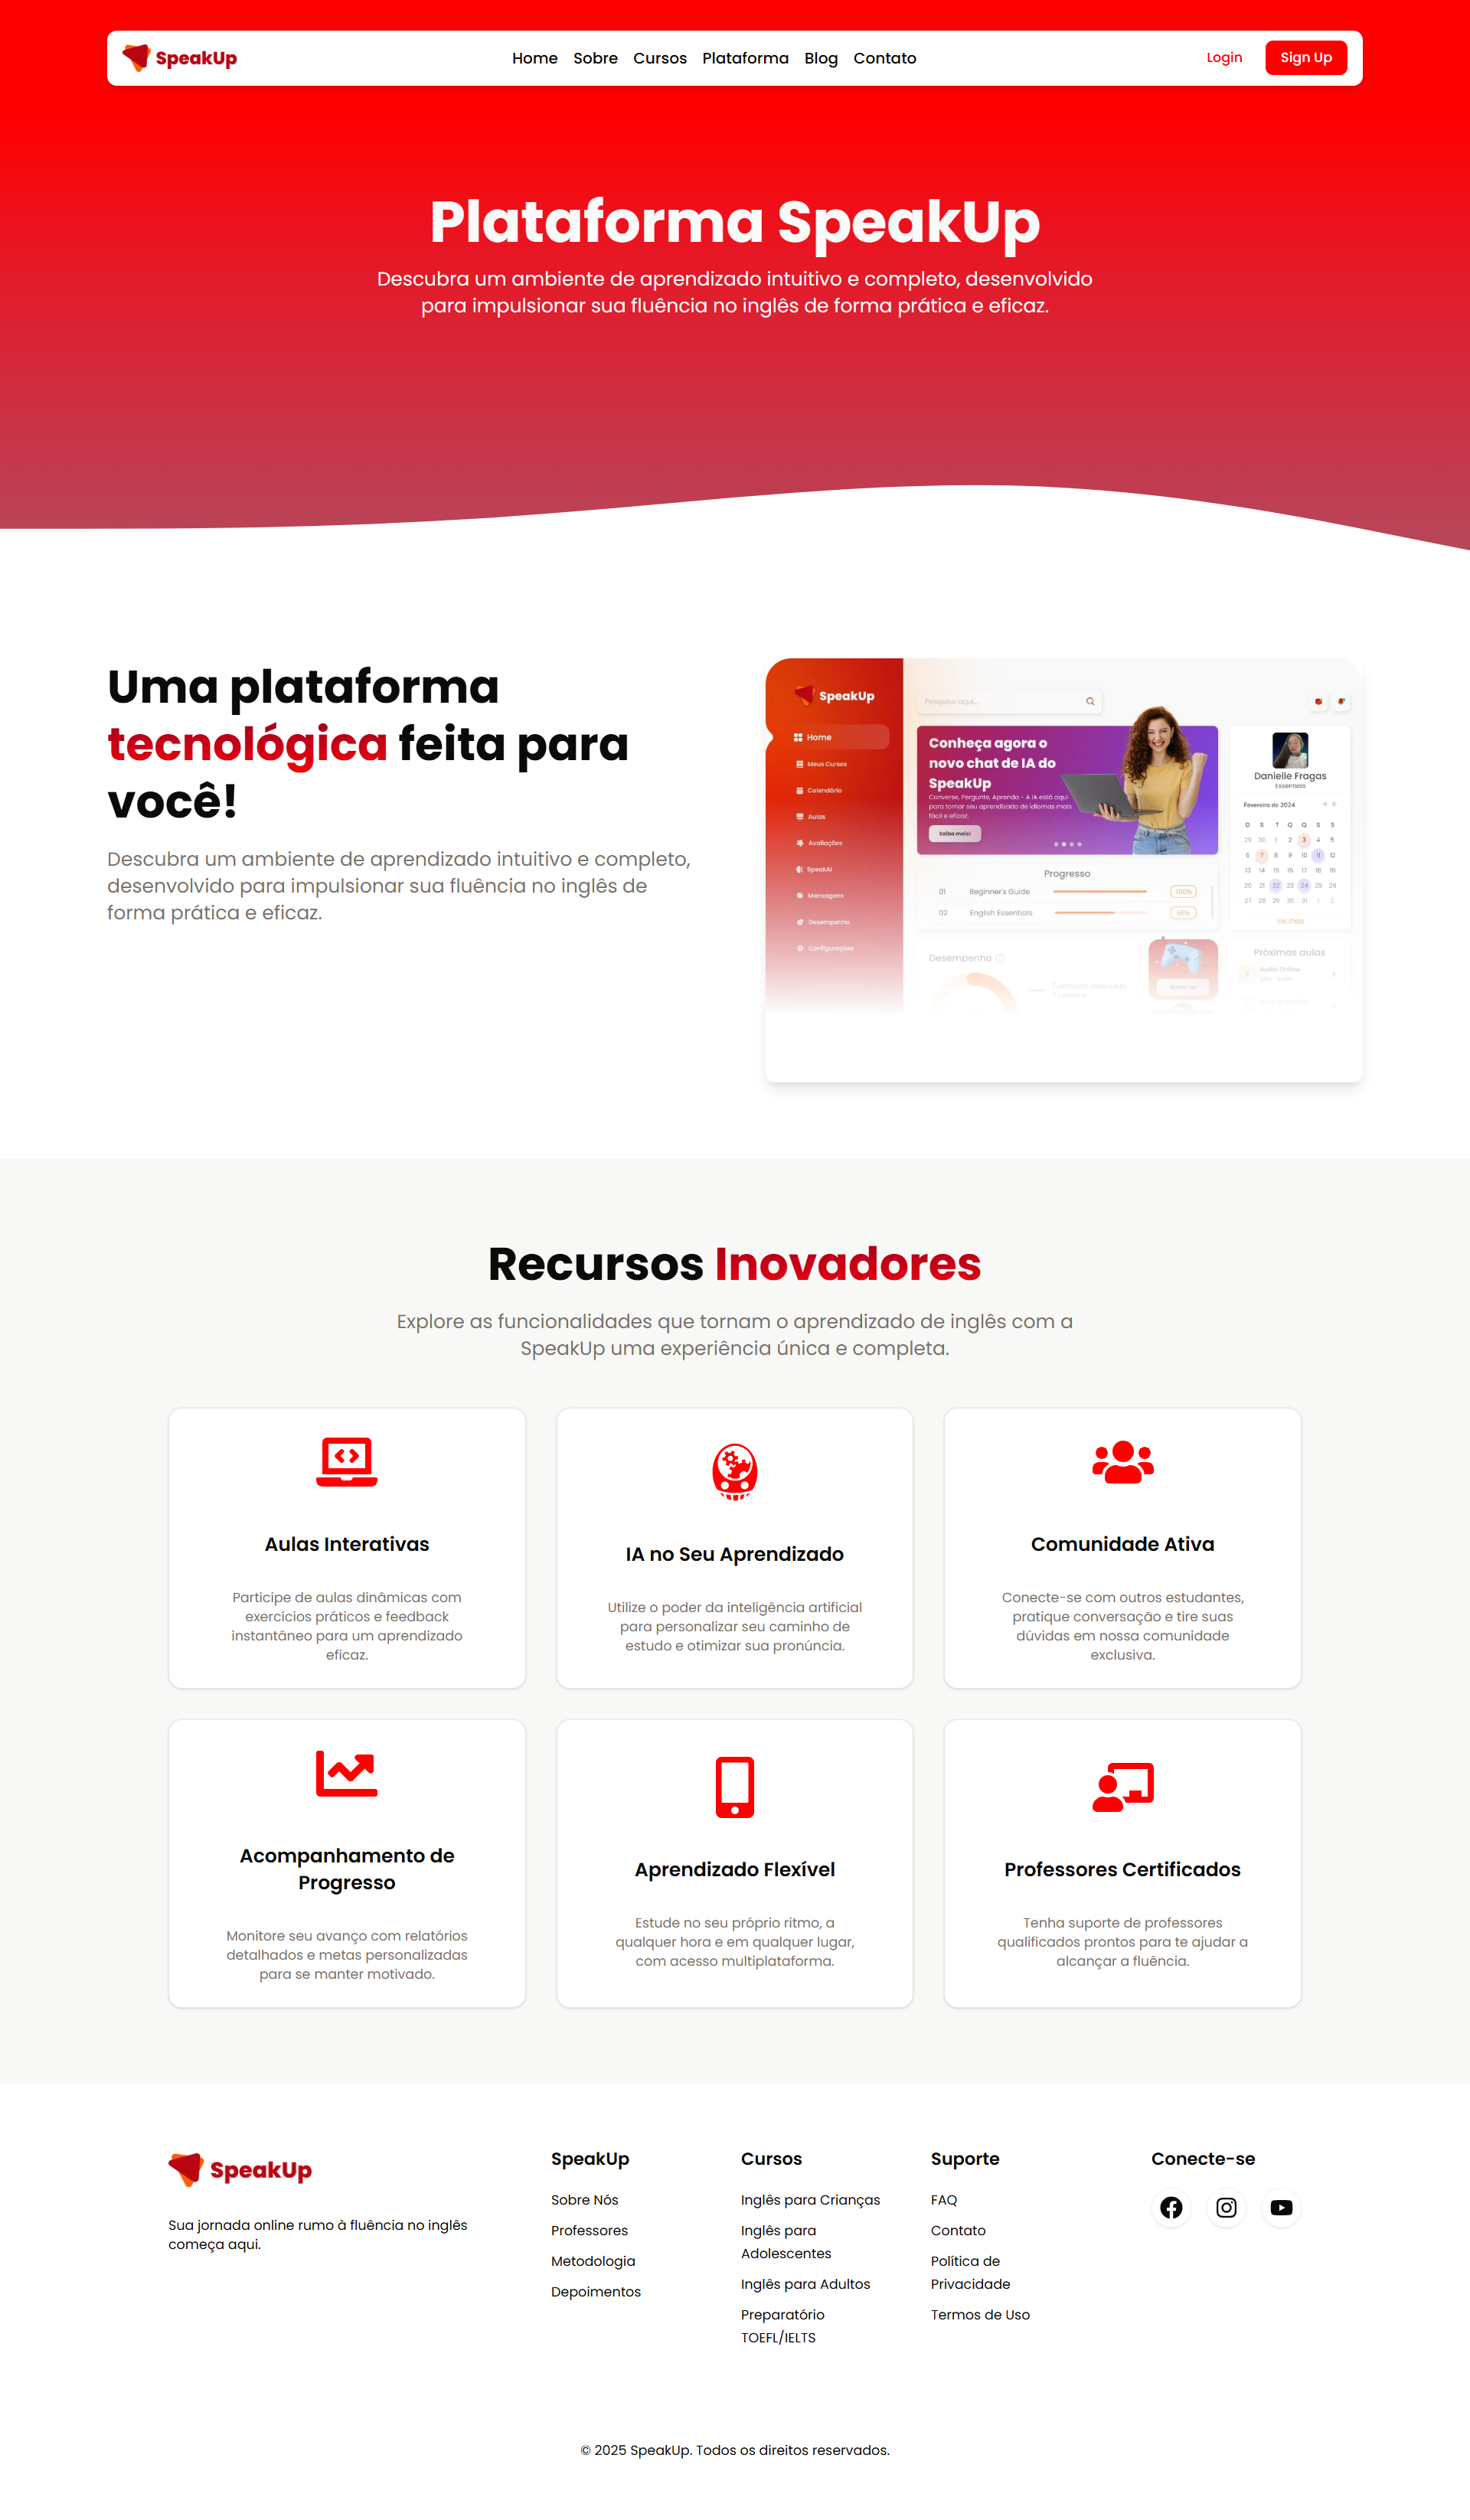 SpeakUp
Home Sobre Cursos Plataforma Blog Contato
Login
Sign Up
Plataforma SpeakUp
Descubra um ambiente de aprendizado intuitivo e completo, desenvolvido
para impulsionar sua fluência no inglês de forma prática e eficaz.
Uma plataforma
tecnológica feita para
você!
Descubra um ambiente de aprendizado intuitivo e completo,
desenvolvido para impulsionar sua fluência no inglês de
forma prática e eficaz.
SpeakUp
Home
Meus Cursos
Calendário
Aulas
Avaliações
SpeakAI
Mensagens
Desempenho
Configurações
Pesquise aqui...
Conheça agora o
novo chat de IA do
SpeakUp
Converse, Pergunte, Aprenda - A IA está aqui
para tornar seu aprendizado de idiomas mais
fácil e eficaz.
Saiba mais!
Progresso
01 Beginner's Guide 100%
02 English Essentials 68%
Desempenho
Danielle Fragas
Essentials
Fevereiro de 2024
D S T Q Q S S
29 30 1 2 3 4 5
6 7 8 9 10 11 12
13 14 15 16 17 18 19
20 21 22 23 24 25 26
27 28 29 30 31 1 2
Ver mais
Próximas aulas
Aulão Online
Recursos Inovadores
Explore as funcionalidades que tornam o aprendizado de inglês com a
SpeakUp uma experiência única e completa.
Aulas Interativas
Participe de aulas dinâmicas com
exercícios práticos e feedback
instantâneo para um aprendizado
eficaz.
IA no Seu Aprendizado
Utilize o poder da inteligência artificial
para personalizar seu caminho de
estudo e otimizar sua pronúncia.
Comunidade Ativa
Conecte-se com outros estudantes,
pratique conversação e tire suas
dúvidas em nossa comunidade
exclusiva.
Acompanhamento de
Progresso
Monitore seu avanço com relatórios
detalhados e metas personalizadas
para se manter motivado.
Aprendizado Flexível
Estude no seu próprio ritmo, a
qualquer hora e em qualquer lugar,
com acesso multiplataforma.
Professores Certificados
Tenha suporte de professores
qualificados prontos para te ajudar a
alcançar a fluência.
SpeakUp
Sua jornada online rumo à fluência no inglês
começa aqui.
SpeakUp
Sobre Nós
Professores
Metodologia
Depoimentos
Cursos
Inglês para Crianças
Inglês para
Adolescentes
Inglês para Adultos
Preparatório
TOEFL/IELTS
Suporte
FAQ
Contato
Política de
Privacidade
Termos de Uso
Conecte-se
© 2025 SpeakUp. Todos os direitos reservados.